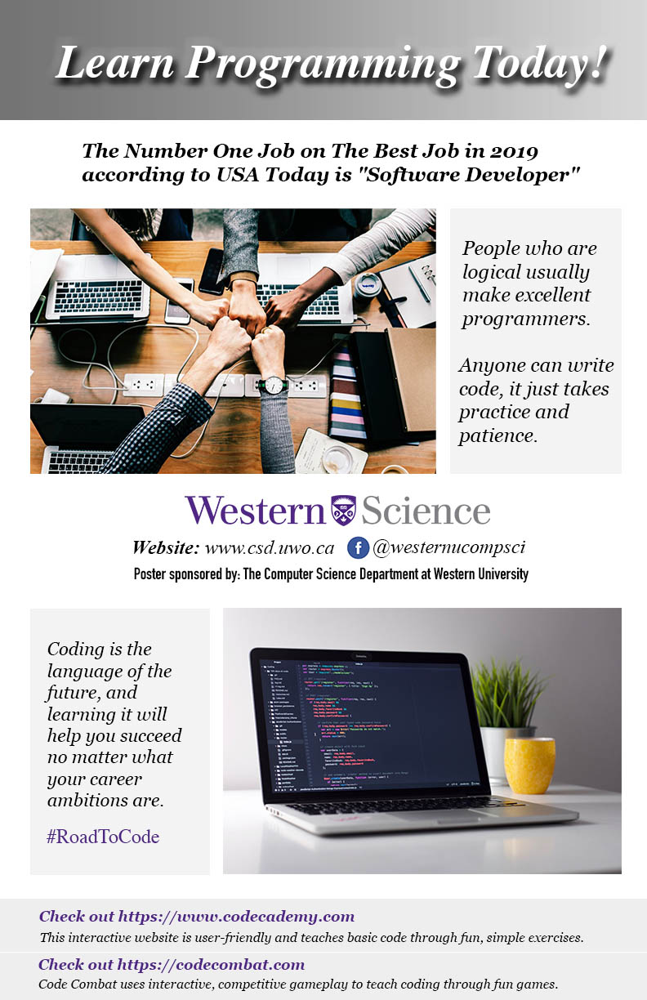 Learn Programming Today!
The Number One Job on The Best Job in 2019
according to USA Today is "Software Developer"
People who are
logical usually
make excellent
programmers.
Anyone can write
code, it just takes
practice and
patience.
Western Science
Website: www.csd.uwo.ca f @westernucompsci
Poster sponsored by: The Computer Science Department at Western University
Coding is the
language of the
future, and
learning it will
help you succeed
no matter what
your career
ambitions are.
#RoadToCode
Check out https://www.codecademy.com
This interactive website is user-friendly and teaches basic code through fun, simple exercises.
Check out https://codecombat.com
Code Combat uses interactive, competitive gameplay to teach coding through fun games.